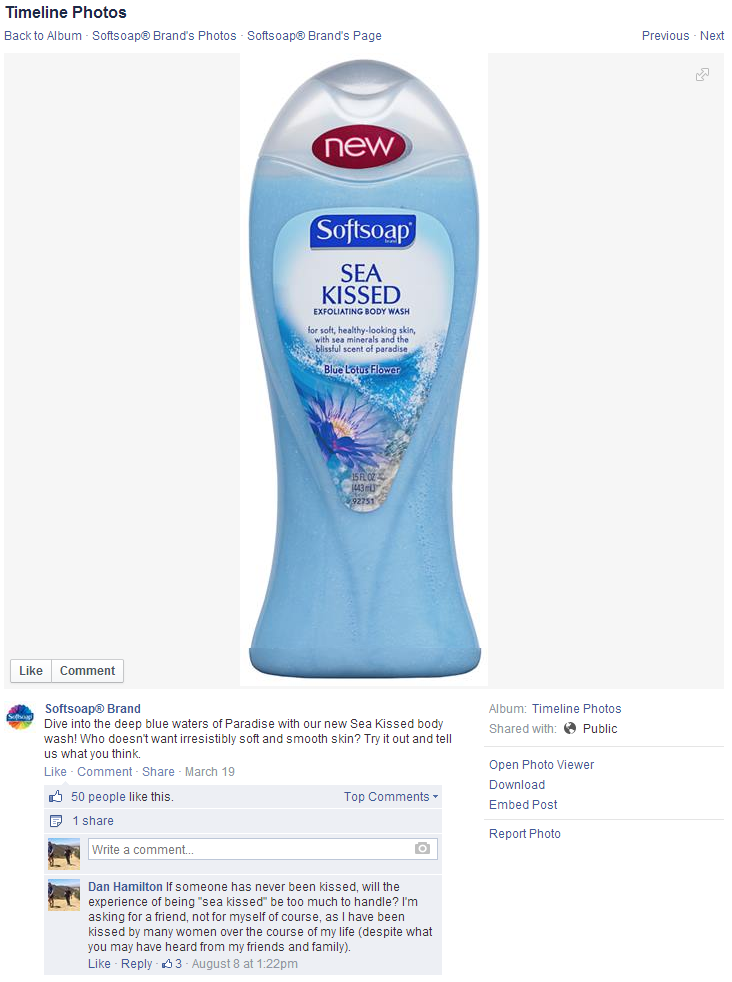 Timeline Photos
Back to Album · Softsoap® Brand's Photos · Softsoap® Brand's Page
Previous · Next
new
Softsoap®
brand
SEA
KISSED
EXFOLIATING BODY WASH
for soft, healthy-looking skin,
with sea minerals and the
blissful scent of paradise
Blue Lotus Flower
15 FL OZ
(443 mL)
92751
Like Comment
Softsoap
Softsoap® Brand
Dive into the deep blue waters of Paradise with our new Sea Kissed body
wash! Who doesn't want irresistibly soft and smooth skin? Try it out and tell
us what you think.
Like · Comment · Share · March 19
50 people like this.
Top Comments
1 share
Write a comment...
Dan Hamilton If someone has never been kissed, will the
experience of being "sea kissed" be too much to handle? I'm
asking for a friend, not for myself of course, as I have been
kissed by many women over the course of my life (despite what
you may have heard from my friends and family).
Like · Reply · 3 · August 8 at 1:22pm
Album: Timeline Photos
Shared with: Public
Open Photo Viewer
Download
Embed Post
Report Photo